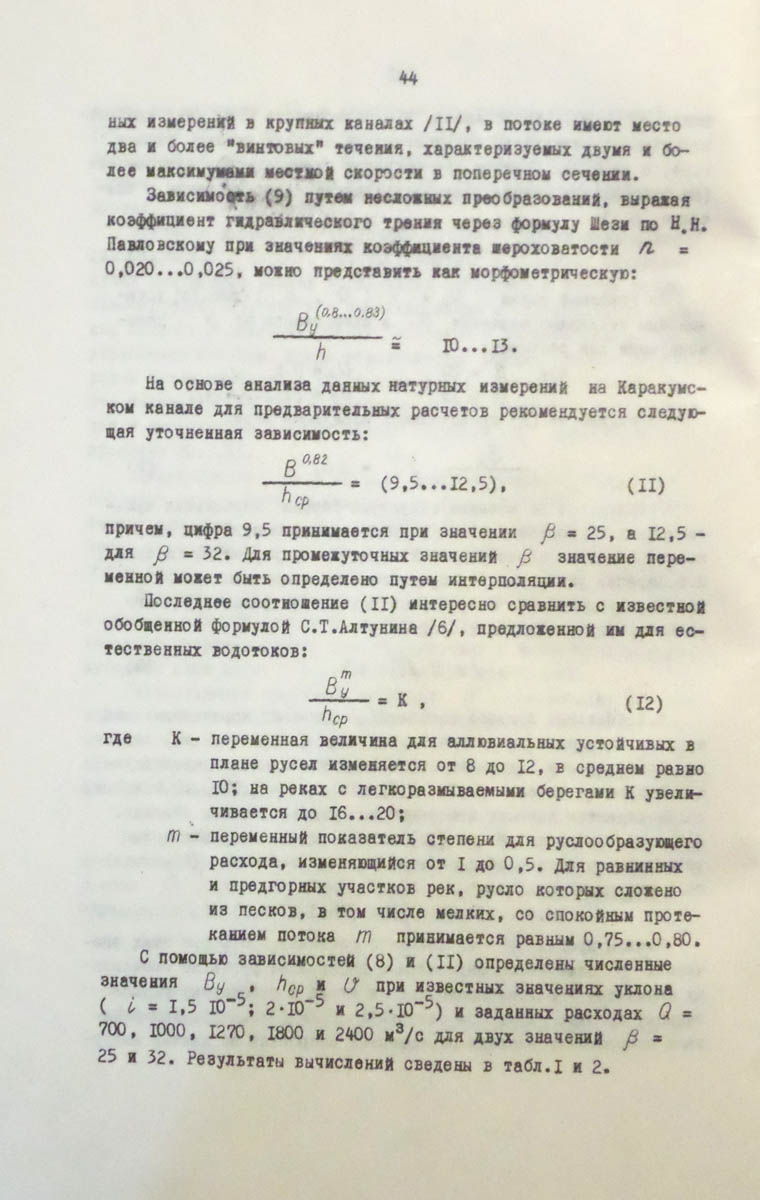 44
ных измерений в крупных каналах /II/, в потоке имеют место
два и более "винтовых" течения, характеризуемых двумя и бо-
лее максимумами местной скорости в поперечном сечении.
Зависимость (9) путем несложных преобразований, выражая
коэффициент гидравлического трения через формулу Шези по Н.Н.
Павловскому при значениях коэффициента шероховатости n =
0,020...0,025, можно представить как морфометрическую:
Bу^(0,8...0,83)
/ h ≅ I0...I3.
На основе анализа данных натурных измерений на Каракумс-
ком канале для предварительных расчетов рекомендуется следую-
щая уточненная зависимость:
B^0,82
/ hср = (9,5...I2,5), (II)
причем, цифра 9,5 принимается при значении β = 25, а I2,5 -
для β = 32. Для промежуточных значений β значение пере-
менной может быть определено путем интерполяции.
Последнее соотношение (II) интересно сравнить с известной
обобщенной формулой С.Т.Алтунина /6/, предложенной им для ес-
тественных водотоков:
Bу^m
/ hср = К , (I2)
где К - переменная величина для аллювиальных устойчивых в
плане русел изменяется от 8 до I2, в среднем равно
I0; на реках с легкоразмываемыми берегами К увели-
чивается до I6...20;
m - переменный показатель степени для руслообразующего
расхода, изменяющийся от I до 0,5. Для равнинных
и предгорных участков рек, русло которых сложено
из песков, в том числе мелких, со спокойным проте-
канием потока m принимается равным 0,75...0,80.
С помощью зависимостей (8) и (II) определены численные
значения Bу , hср и U при известных значениях уклона
( i = I,5 I0⁻⁵; 2·I0⁻⁵ и 2,5·I0⁻⁵) и заданных расходах Q =
700, I000, I270, I800 и 2400 м³/с для двух значений β =
25 и 32. Результаты вычислений сведены в табл.I и 2.